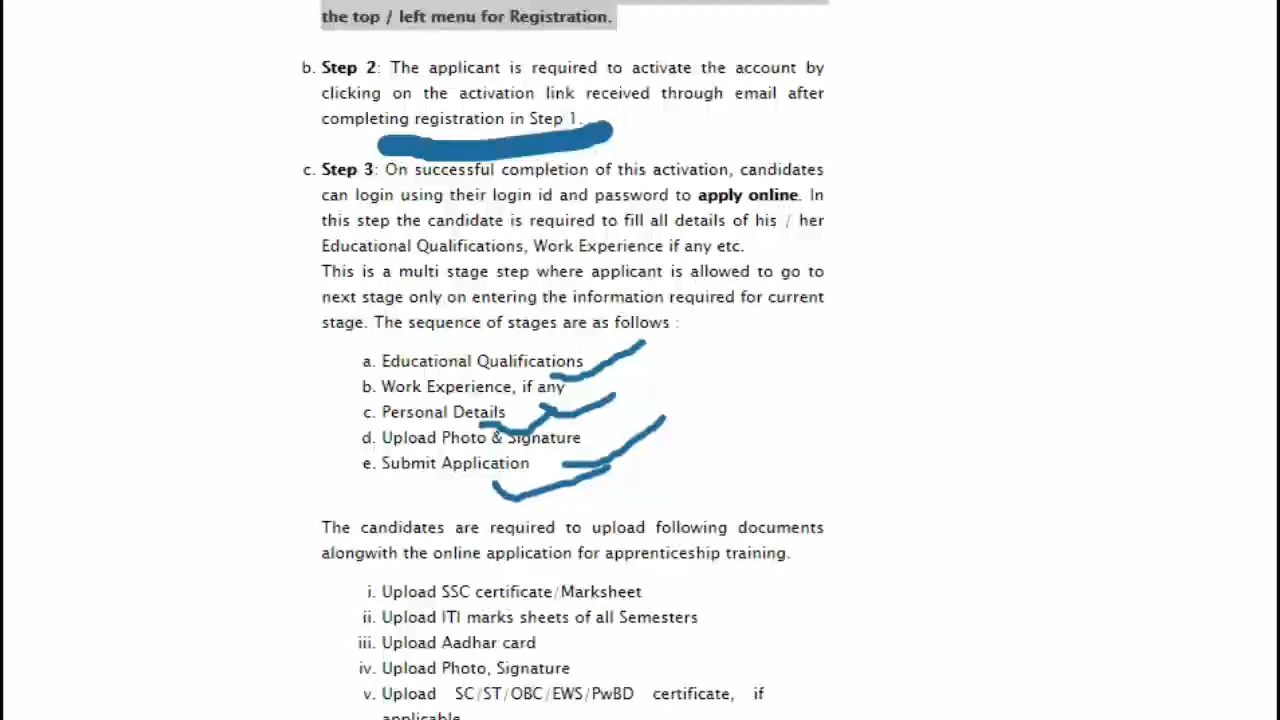 the top / left menu for Registration.
b. Step 2: The applicant is required to activate the account by
clicking on the activation link received through email after
completing registration in Step 1.
c. Step 3: On successful completion of this activation, candidates
can login using their login id and password to apply online. In
this step the candidate is required to fill all details of his / her
Educational Qualifications, Work Experience if any etc.
This is a multi stage step where applicant is allowed to go to
next stage only on entering the information required for current
stage. The sequence of stages are as follows :
a. Educational Qualifications
b. Work Experience, if any
c. Personal Details
d. Upload Photo & Signature
e. Submit Application
The candidates are required to upload following documents
alongwith the online application for apprenticeship training.
i. Upload SSC certificate/Marksheet
ii. Upload ITI marks sheets of all Semesters
iii. Upload Aadhar card
iv. Upload Photo, Signature
v. Upload SC/ST/OBC/EWS/PwBD certificate, if
applicable